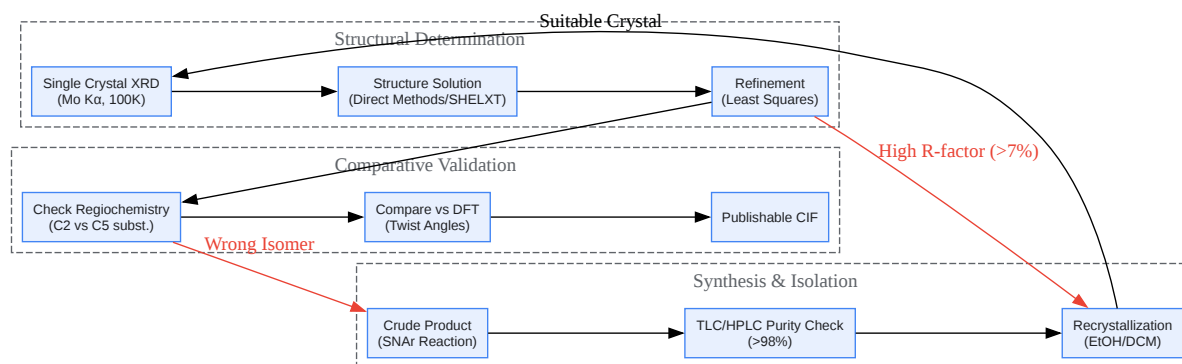 Suitable Crystal
Structural Determination
Single Crystal XRD
(Mo Kα, 100K)
Structure Solution
(Direct Methods/SHELXT)
Refinement
(Least Squares)
High R-factor (>7%)
Comparative Validation
Check Regiochemistry
(C2 vs C5 subst.)
Compare vs DFT
(Twist Angles)
Publishable CIF
Wrong Isomer
Synthesis & Isolation
Crude Product
(SNAr Reaction)
TLC/HPLC Purity Check
(>98%)
Recrystallization
(EtOH/DCM)